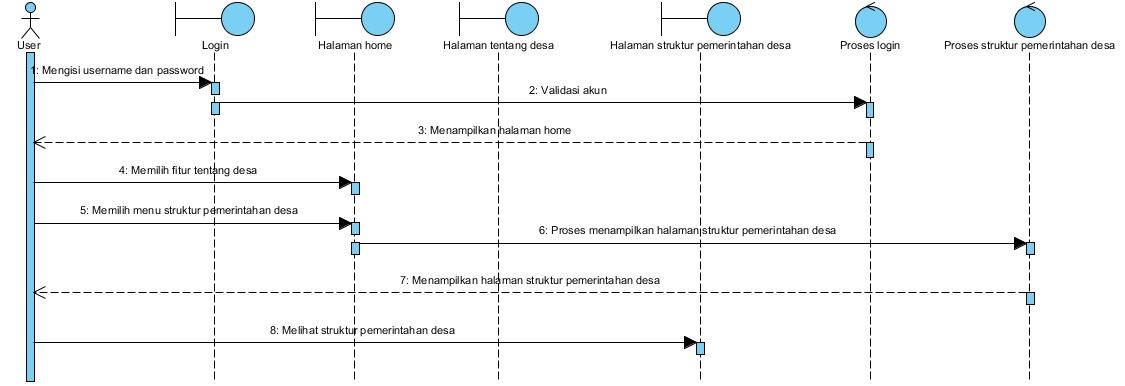 User
Login
Halaman home
Halaman tentang desa
Halaman struktur pemerintahan desa
Proses login
Proses struktur pemerintahan desa
1: Mengisi username dan password
2: Validasi akun
3: Menampilkan halaman home
4: Memilih fitur tentang desa
5: Memilih menu struktur pemerintahan desa
6: Proses menampilkan halaman struktur pemerintahan desa
7: Menampilkan halaman struktur pemerintahan desa
8: Melihat struktur pemerintahan desa